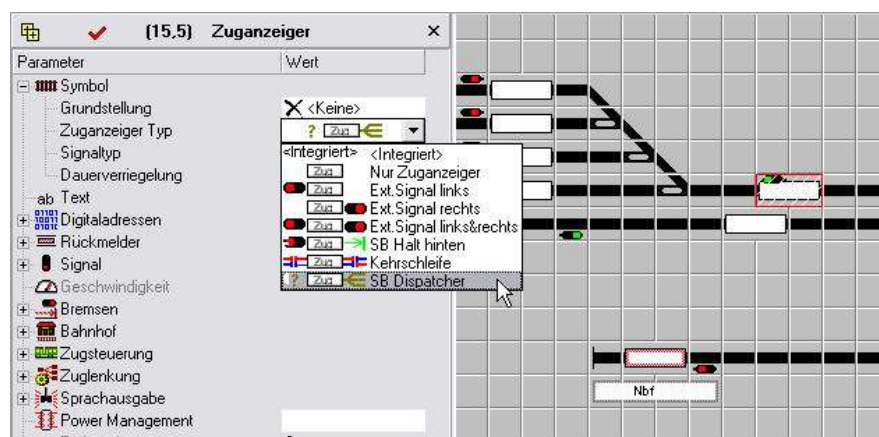 (15,5) Zuganzeiger
Parameter Wert
Symbol
Grundstellung <Keine>
Zuganzeiger Typ ? Zug
Signaltyp
Dauerverriegelung
ab Text
Digitaladressen
Rückmelder
Signal
Geschwindigkeit
Bremsen
Bahnhof
Zugsteuerung
Zuglenkung
Sprachausgabe
Power Management
<Integriert> <Integriert>
Zug Nur Zuganzeiger
Zug Ext.Signal links
Zug Ext.Signal rechts
Zug Ext.Signal links&rechts
Zug SB Halt hinten
Zug Kehrschleife
? Zug SB Dispatcher
Nbf